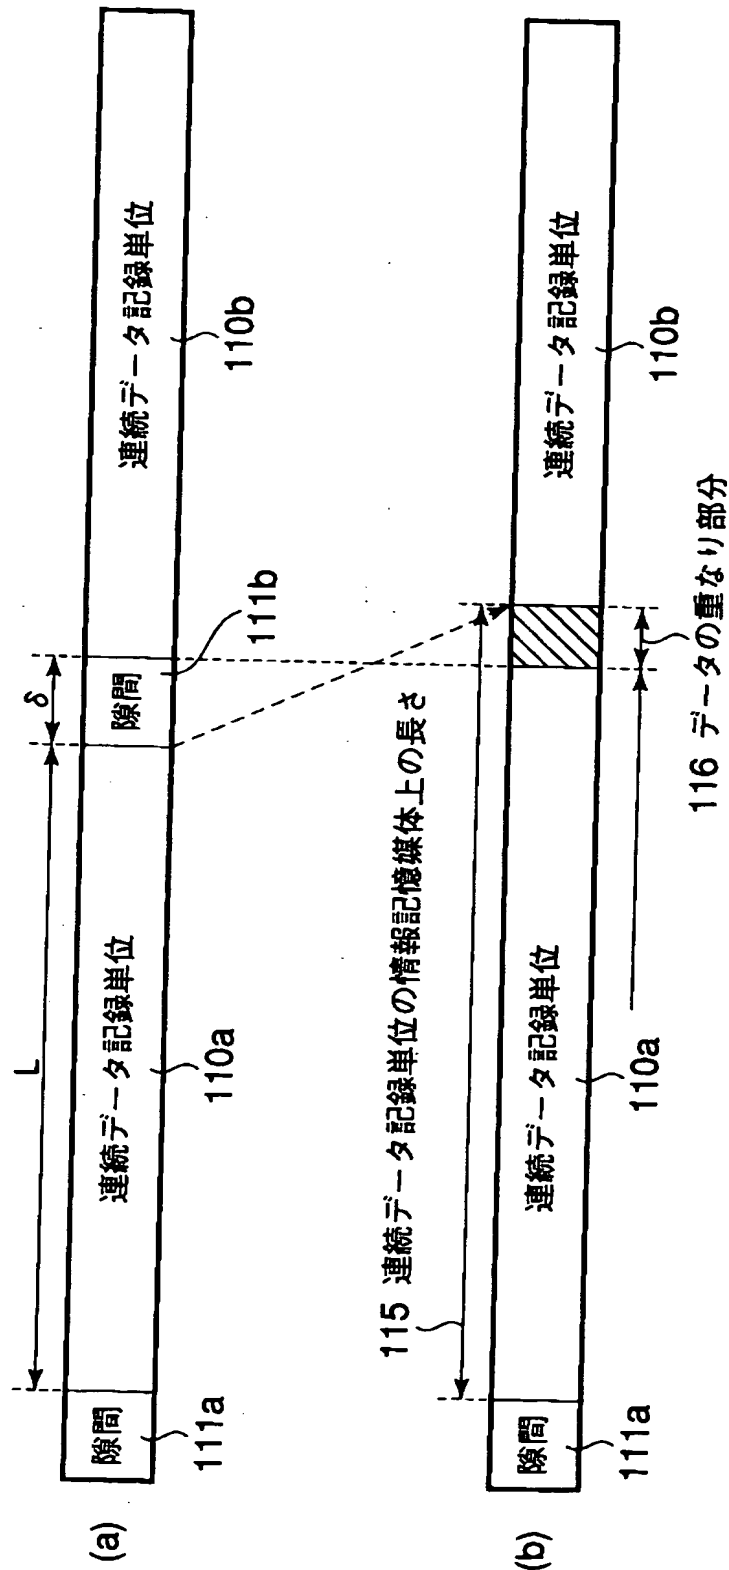 (a)
L
δ
隙間
連続データ記録単位
隙間
連続データ記録単位
111a
110a
111b
110b
(b)
115 連続データ記録単位の情報記憶媒体上の長さ
隙間
連続データ記録単位
連続データ記録単位
111a
110a
110b
116 データの重なり部分